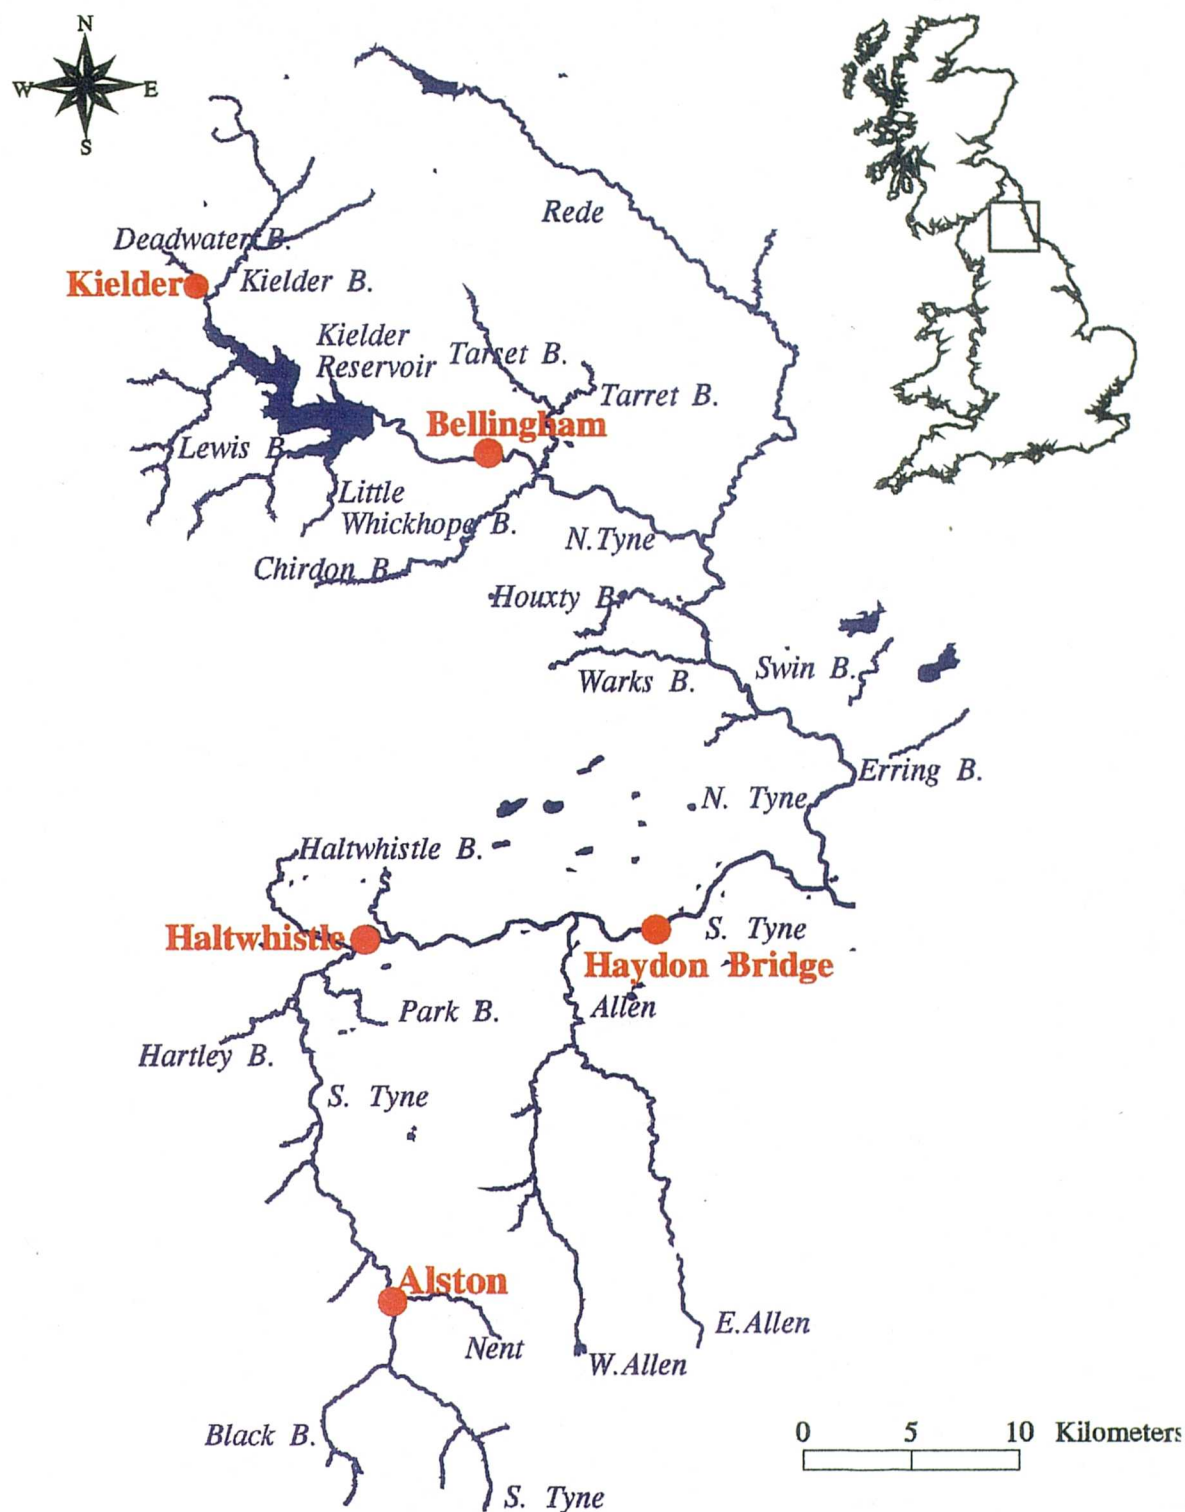 N
W E
S
Rede
Deadwater B.
Kielder
Kielder B.
Kielder
Reservoir
Tarset B.
Tarret B.
Bellingham
Lewis B
Little
Whickhope B.
N.Tyne
Chirdon B
Houxty B.
Swin B.
Warks B.
Erring B.
N. Tyne
Haltwhistle B.
S. Tyne
Haltwhistle
Haydon Bridge
Allen
Park B.
Hartley B.
S. Tyne
Alston
E.Allen
Nent
W.Allen
Black B.
0 5 10 Kilometers
S. Tyne